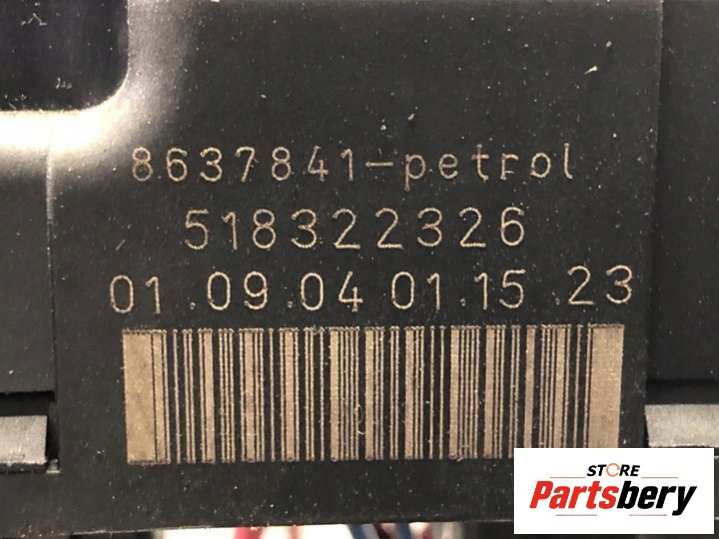 8637841-petrol
518322326
01.09.04 01.15.23
STORE
Partsbery